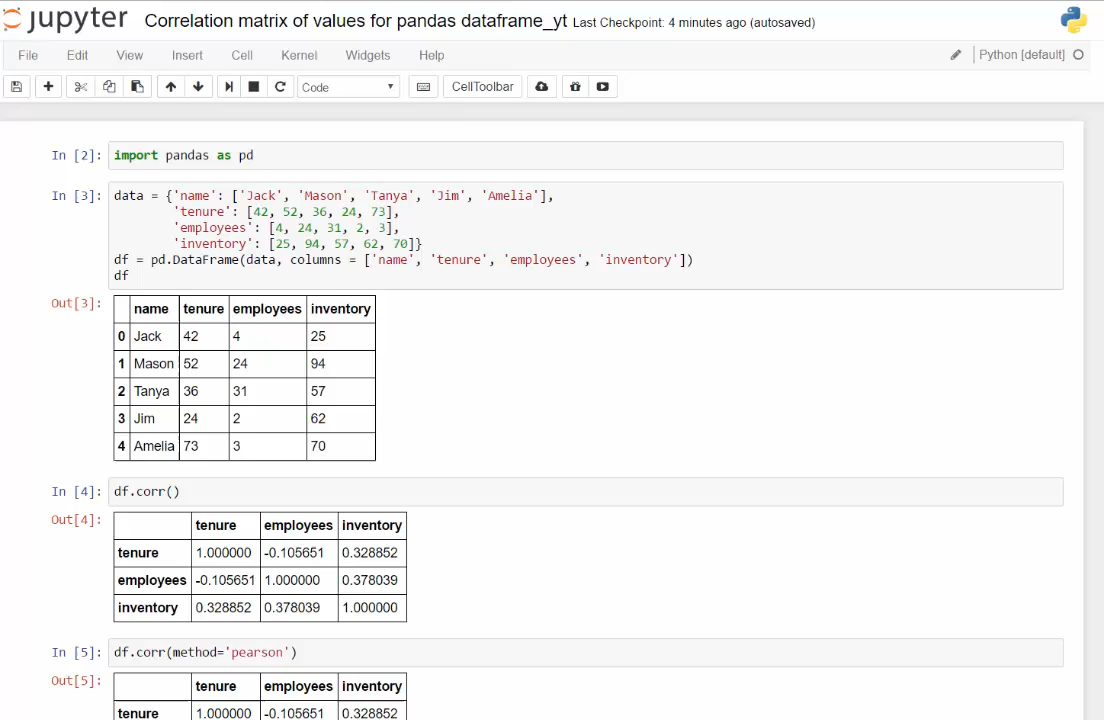 jupyter Correlation matrix of values for pandas dataframe_yt Last Checkpoint: 4 minutes ago (autosaved)
File Edit View Insert Cell Kernel Widgets Help Python [default]
Code CellToolbar
In [2]: import pandas as pd
In [3]: data = {'name': ['Jack', 'Mason', 'Tanya', 'Jim', 'Amelia'],
'tenure': [42, 52, 36, 24, 73],
'employees': [4, 24, 31, 2, 3],
'inventory': [25, 94, 57, 62, 70]}
df = pd.DataFrame(data, columns = ['name', 'tenure', 'employees', 'inventory'])
df
Out[3]:
name tenure employees inventory
0 Jack 42 4 25
1 Mason 52 24 94
2 Tanya 36 31 57
3 Jim 24 2 62
4 Amelia 73 3 70
In [4]: df.corr()
Out[4]:
tenure employees inventory
tenure 1.000000 -0.105651 0.328852
employees -0.105651 1.000000 0.378039
inventory 0.328852 0.378039 1.000000
In [5]: df.corr(method='pearson')
Out[5]:
tenure employees inventory
tenure 1.000000 -0.105651 0.328852